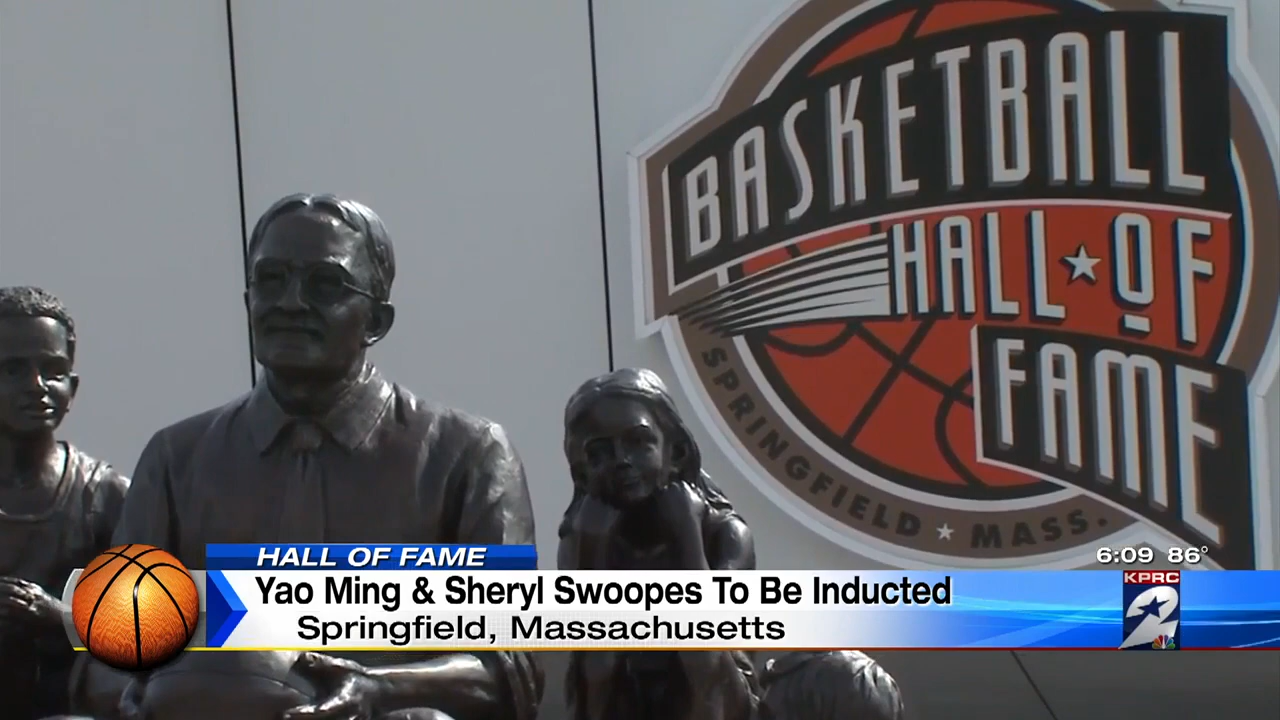 BASKETBALL
HALL OF
FAME
SPRINGFIELD ★ MASS.
6:09 86°
HALL OF FAME
KPRC
Yao Ming & Sheryl Swoopes To Be Inducted
2
Springfield, Massachusetts